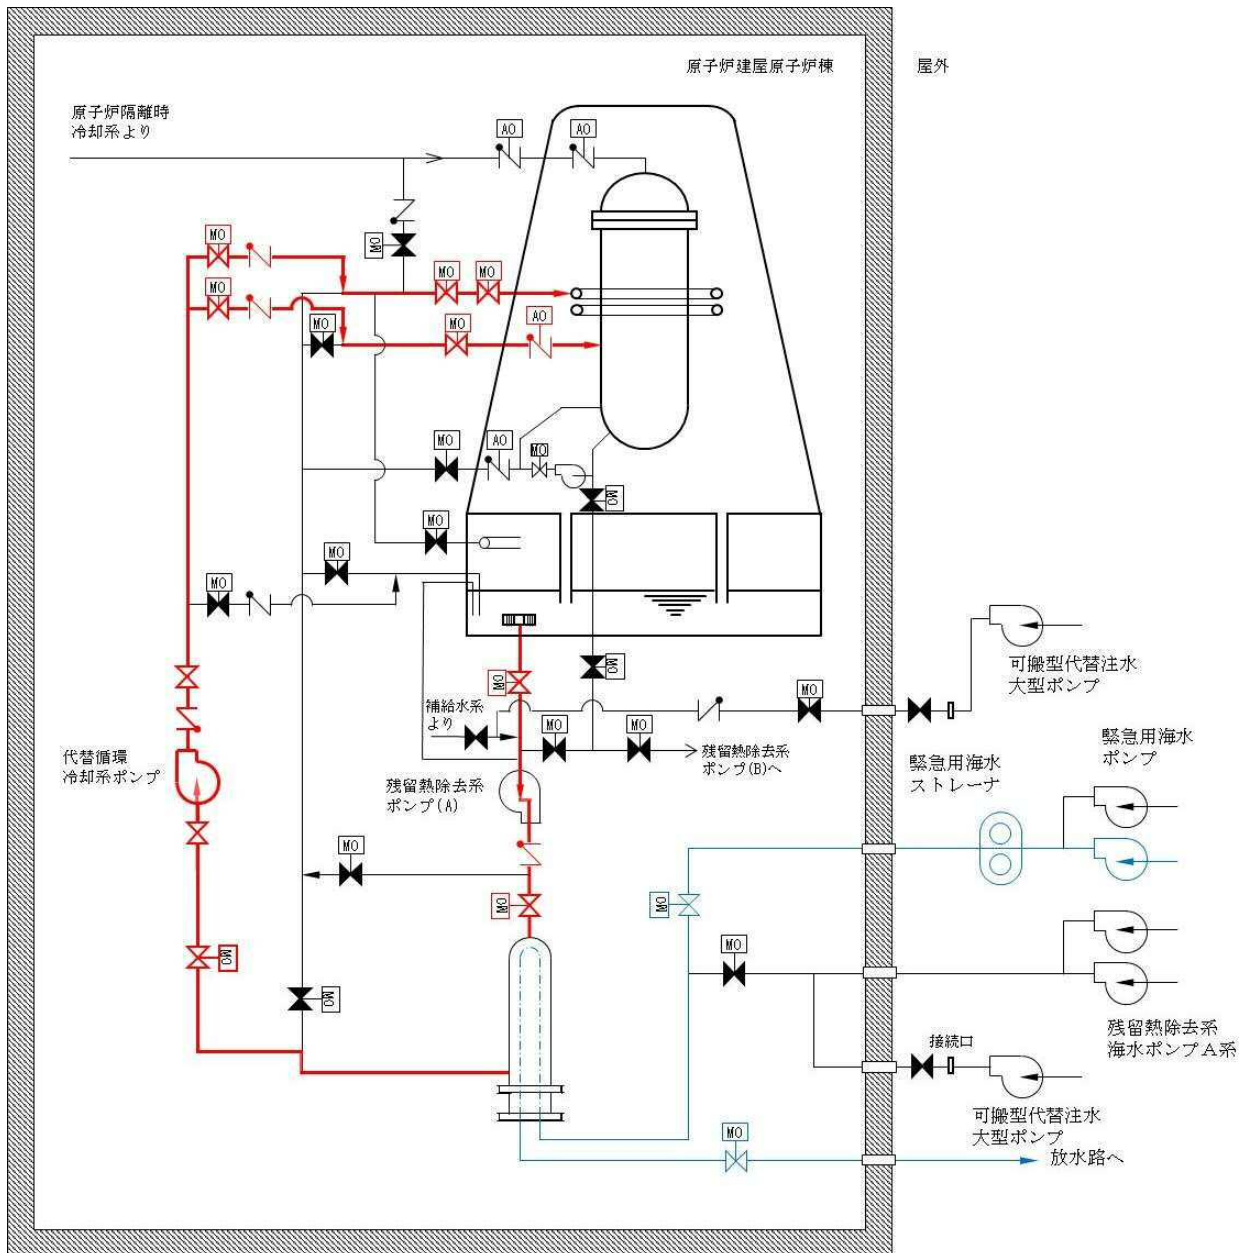 原子炉建屋原子炉棟
屋外
原子炉隔離時
冷却系より
AO
AO
MO
MO
MO
MO
MO
MO
MO
AO
MO
AO
MO
MO
MO
MO
MO
MO
MO
MO
補給水系
より
MO
可搬型代替注水
大型ポンプ
MO
MO
残留熱除去系
ポンプ(B)へ
代替循環
冷却系ポンプ
残留熱除去系
ポンプ(A)
緊急用海水
ストレーナ
緊急用海水
ポンプ
MO
MO
MO
MO
MO
MO
残留熱除去系
海水ポンプA系
接続口
可搬型代替注水
大型ポンプ
MO
放水路へ